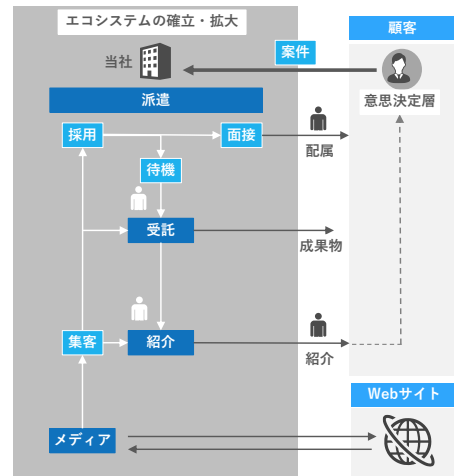 エコシステムの確立・拡大
顧客
当社
案件
意思決定層
派遣
採用
面接
配属
待機
受託
成果物
集客
紹介
紹介
Webサイト
メディア